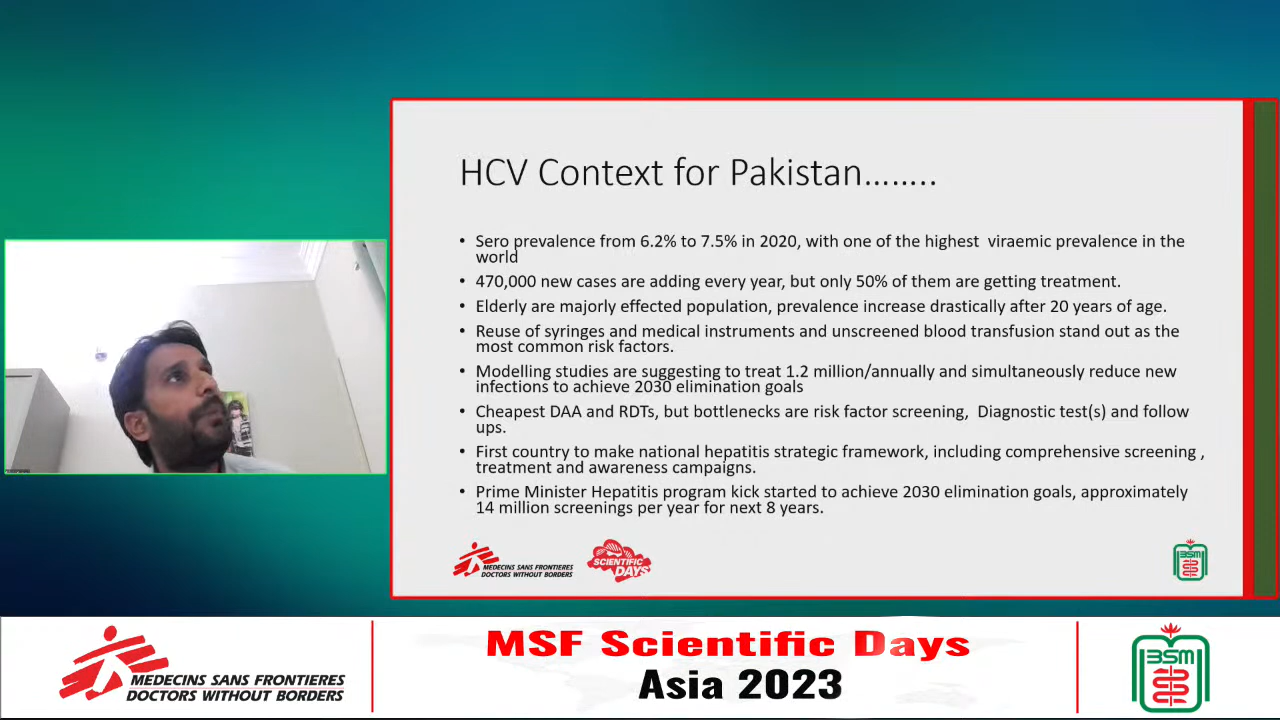 HCV Context for Pakistan........
• Sero prevalence from 6.2% to 7.5% in 2020, with one of the highest viraemic prevalence in the
world
• 470,000 new cases are adding every year, but only 50% of them are getting treatment.
• Elderly are majorly effected population, prevalence increase drastically after 20 years of age.
• Reuse of syringes and medical instruments and unscreened blood transfusion stand out as the
most common risk factors.
• Modelling studies are suggesting to treat 1.2 million/annually and simultaneously reduce new
infections to achieve 2030 elimination goals
• Cheapest DAA and RDTs, but bottlenecks are risk factor screening, Diagnostic test(s) and follow
ups.
• First country to make national hepatitis strategic framework, including comprehensive screening ,
treatment and awareness campaigns.
• Prime Minister Hepatitis program kick started to achieve 2030 elimination goals, approximately
14 million screenings per year for next 8 years.
MEDECINS SANS FRONTIERES
DOCTORS WITHOUT BORDERS
SCIENTIFIC
DAYS
BSM
MEDECINS SANS FRONTIERES
DOCTORS WITHOUT BORDERS
MSF Scientific Days
Asia 2023
BSM